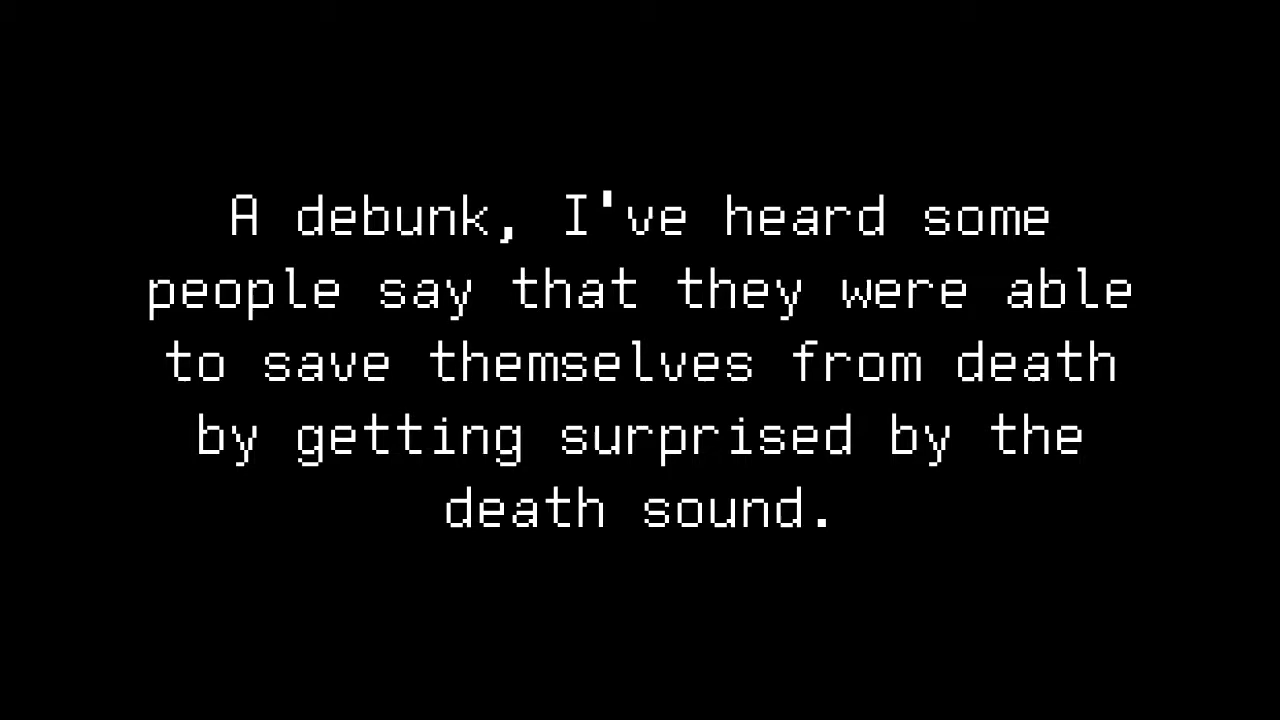 A debunk, I've heard some
people say that they were able
to save themselves from death
by getting surprised by the
death sound.